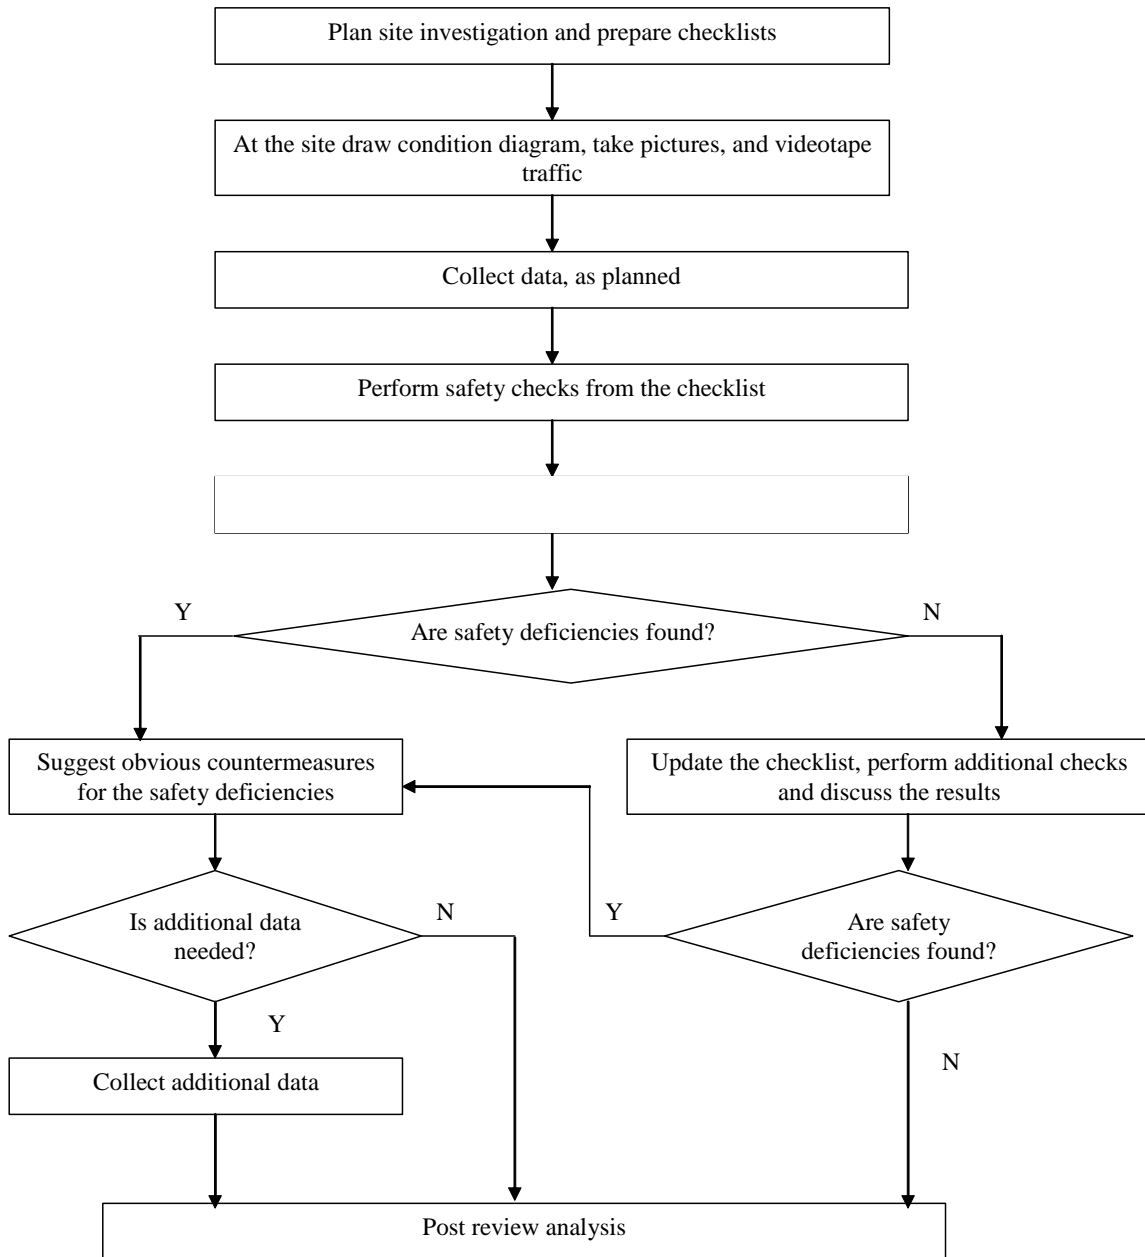 Plan site investigation and prepare checklists
At the site draw condition diagram, take pictures, and videotape
traffic
Collect data, as planned
Perform safety checks from the checklist
Y
N
Are safety deficiencies found?
Suggest obvious countermeasures
for the safety deficiencies
Update the checklist, perform additional checks
and discuss the results
Is additional data
needed?
N
Y
Are safety
deficiencies found?
Y
N
Collect additional data
Post review analysis